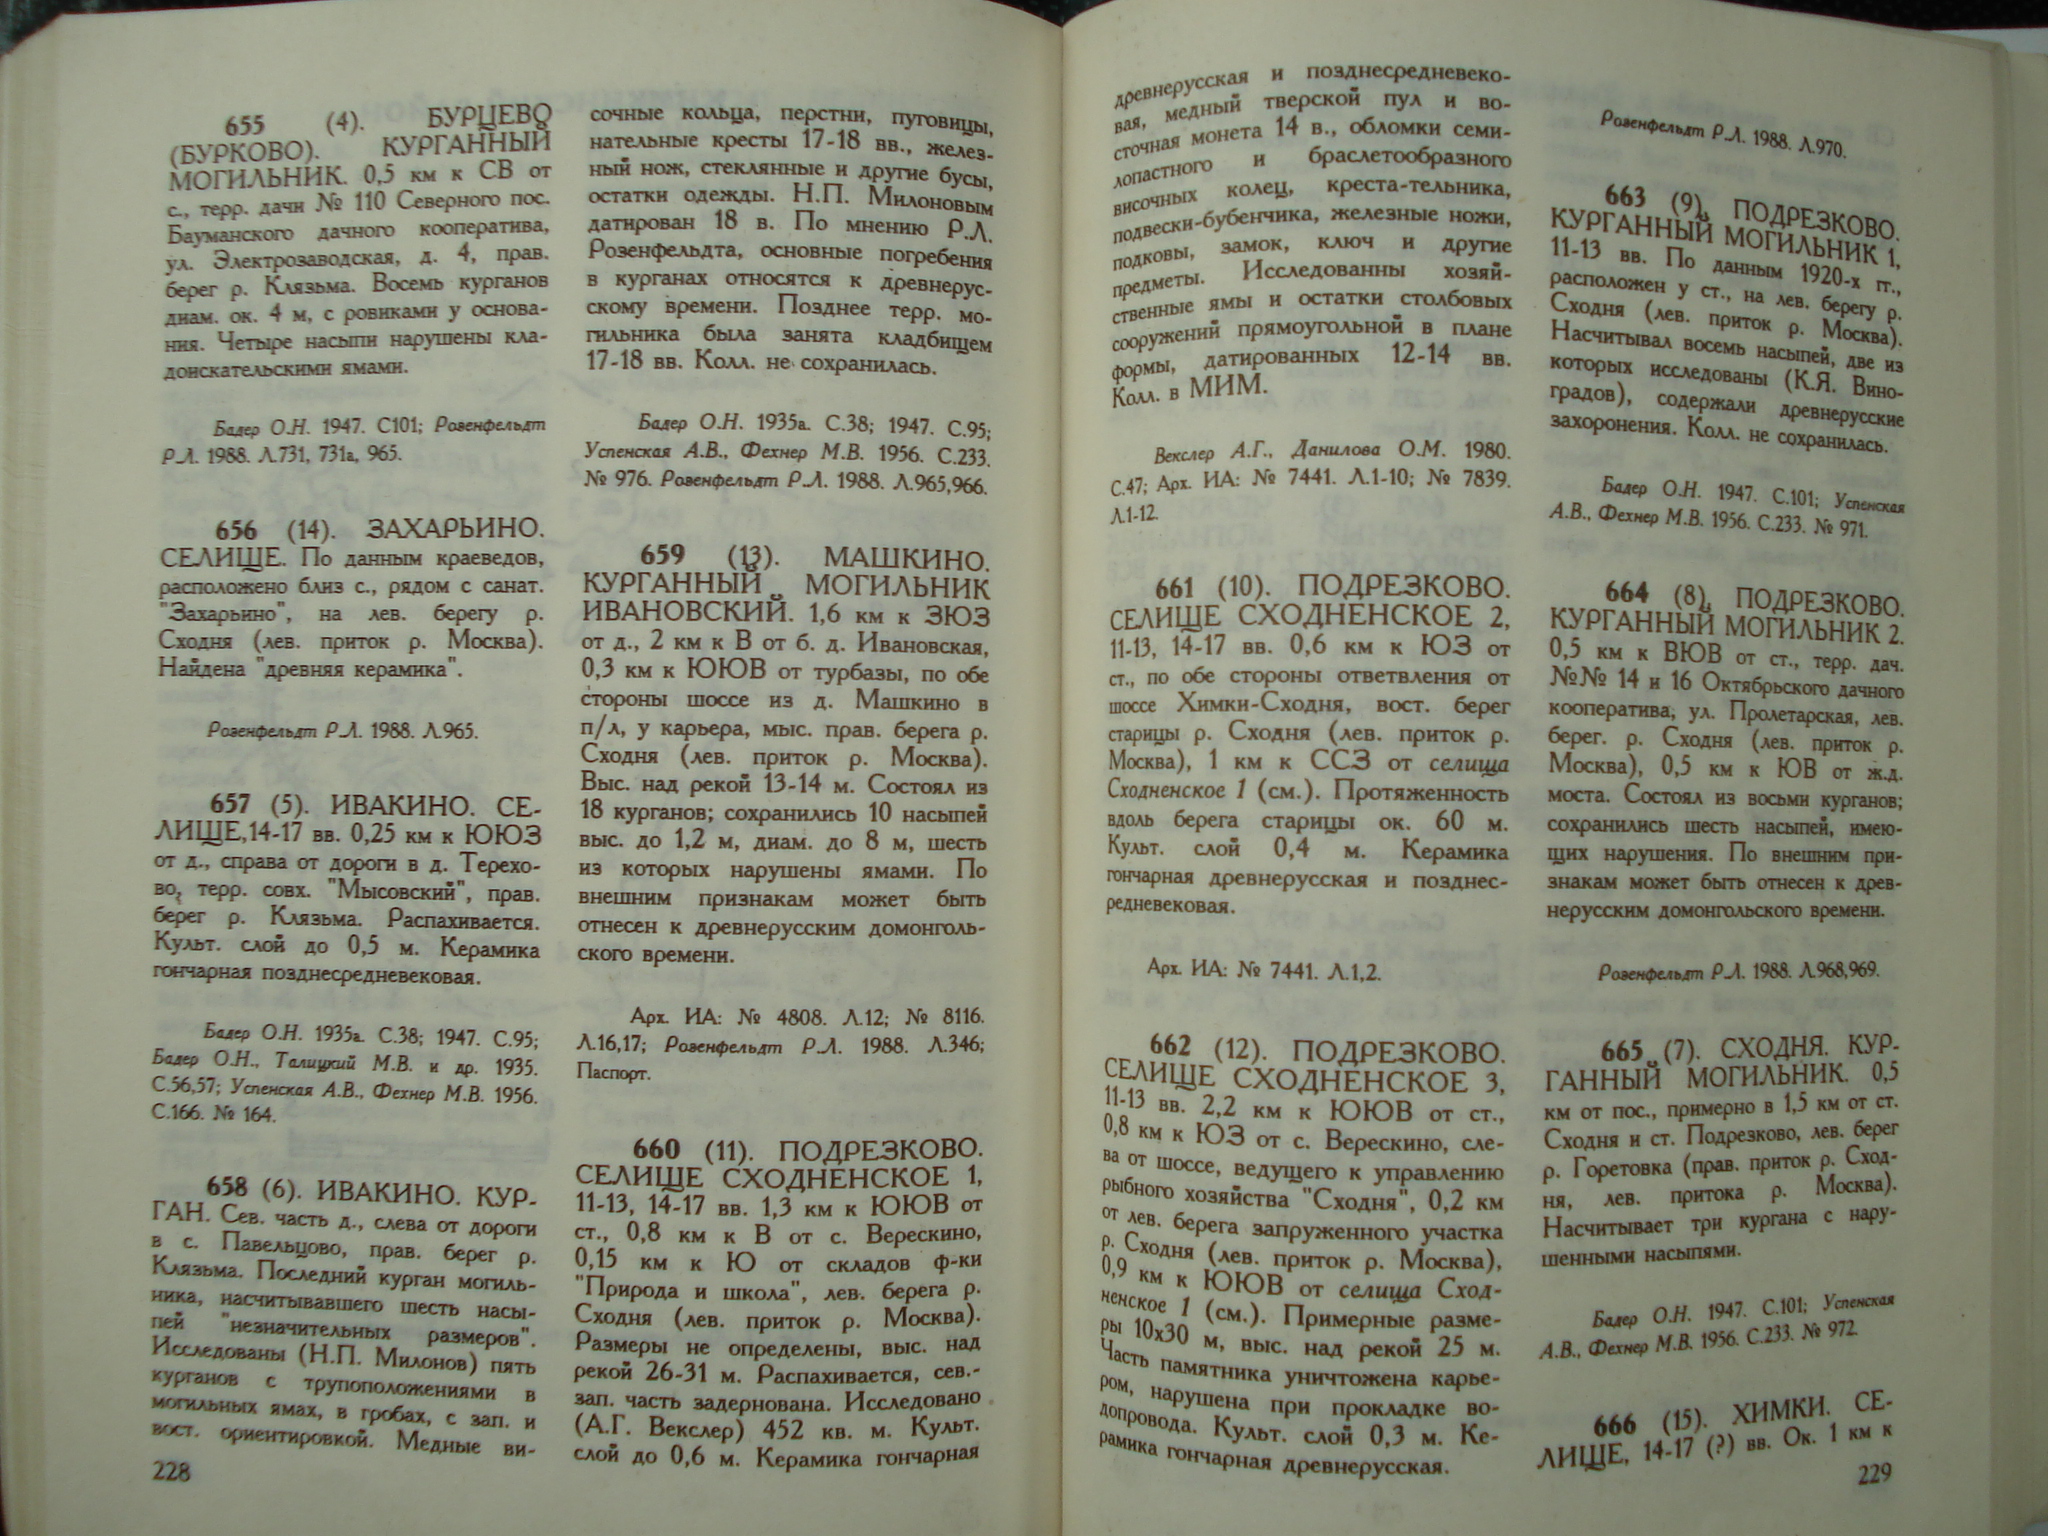 655 (4). БУРЦЕВО
(БУРКОВО). КУРГАННЫЙ
МОГИЛЬНИК. 0,5 км к СВ от
с., терр. дачи № 110 Северного пос.
Бауманского дачного кооператива,
ул. Электрозаводская, д. 4, прав.
берег р. Клязьма. Восемь курганов
диам. ок. 4 м, с ровиками у основа-
ния. Четыре насыпи нарушены кла-
доискательскими ямами.
Бадер О.Н. 1947. С101; Розенфельдт
Р.Л. 1988. Л.731, 731а, 965.
656 (14). ЗАХАРЬИНО.
СЕЛИЩЕ. По данным краеведов,
расположено близ с., рядом с санат.
"Захарьино", на лев. берегу р.
Сходня (лев. приток р. Москва).
Найдена "древняя керамика".
Розенфельдт Р.Л. 1988. Л.965.
657 (5). ИВАКИНО. СЕ-
ЛИЩЕ,14-17 вв. 0,25 км к ЮЮЗ
от д., справа от дороги в д. Терехо-
во, терр. совх. "Мысовский", прав.
берег р. Клязьма. Распахивается.
Культ. слой до 0,5 м. Керамика
гончарная позднесредневековая.
Бадер О.Н. 1935а. С.38; 1947. С.95;
Бадер О.Н., Талицкий М.В. и др. 1935.
С.56,57; Успенская А.В., Фехнер М.В. 1956.
С.166. № 164.
658 (6). ИВАКИНО. КУР-
ГАН. Сев. часть д., слева от дороги
в с. Павельцово, прав. берег р.
Клязьма. Последний курган могиль-
ника, насчитывавшего шесть насы-
пей "незначительных размеров".
Исследованы (Н.П. Милонов) пять
курганов с трупоположениями в
могильных ямах, в гробах, с зап. и
вост. ориентировкой. Медные ви-
228
сочные кольца, перстни, пуговицы,
нательные кресты 17-18 вв., желез-
ный нож, стеклянные и другие бусы,
остатки одежды. Н.П. Милоновым
датирован 18 в. По мнению Р.Л.
Розенфельдта, основные погребения
в курганах относятся к древнерус-
скому времени. Позднее терр. мо-
гильника была занята кладбищем
17-18 вв. Колл. не сохранилась.
Бадер О.Н. 1935а. С.38; 1947. С.95;
Успенская А.В., Фехнер М.В. 1956. С.233.
№ 976. Розенфельдт Р.Л. 1988. Л.965,966.
659 (13). МАШКИНО.
КУРГАННЫЙ МОГИЛЬНИК
ИВАНОВСКИЙ. 1,6 км к ЗЮЗ
от д., 2 км к В от б. д. Ивановская,
0,3 км к ЮЮВ от турбазы, по обе
стороны шоссе из д. Машкино в
п/л, у карьера, мыс. прав. берега р.
Сходня (лев. приток р. Москва).
Выс. над рекой 13-14 м. Состоял из
18 курганов; сохранились 10 насыпей
выс. до 1,2 м, диам. до 8 м, шесть
из которых нарушены ямами. По
внешним признакам может быть
отнесен к древнерусским домонголь-
ского времени.
Арх. ИА: № 4808. Л.12; № 8116.
Л.16,17; Розенфельдт Р.Л. 1988. Л.346;
Паспорт.
660 (11). ПОДРЕЗКОВО.
СЕЛИЩЕ СХОДНЕНСКОЕ 1,
11-13, 14-17 вв. 1,3 км к ЮЮВ от
ст., 0,8 км к В от с. Верескино,
0,15 км к Ю от складов ф-ки
"Природа и школа", лев. берега р.
Сходня (лев. приток р. Москва).
Размеры не определены, выс. над
рекой 26-31 м. Распахивается, сев.-
зап. часть задернована. Исследовано
(А.Г. Векслер) 452 кв. м. Культ.
слой до 0,6 м. Керамика гончарная
древнерусская и позднесредневеко-
вая, медный тверской пул и во-
сточная монета 14 в., обломки семи-
лопастного и браслетообразного
височных колец, креста-тельника,
подвески-бубенчика, железные ножи,
подковы, замок, ключ и другие
предметы. Исследованны хозяй-
ственные ямы и остатки столбовых
сооружений прямоугольной в плане
формы, датированных 12-14 вв.
Колл. в МИМ.
Векслер А.Г., Данилова О.М. 1980.
С.47; Арх. ИА: № 7441. Л.1-10; № 7839.
Л.1-12.
661 (10). ПОДРЕЗКОВО.
СЕЛИЩЕ СХОДНЕНСКОЕ 2,
11-13, 14-17 вв. 0,6 км к ЮЗ от
ст., по обе стороны ответвления от
шоссе Химки-Сходня, вост. берег
старицы р. Сходня (лев. приток р.
Москва), 1 км к ССЗ от селища
Сходненское 1 (см.). Протяженность
вдоль берега старицы ок. 60 м.
Культ. слой 0,4 м. Керамика
гончарная древнерусская и позднес-
редневековая.
Арх. ИА: № 7441. Л.1,2.
662 (12). ПОДРЕЗКОВО.
СЕЛИЩЕ СХОДНЕНСКОЕ 3,
11-13 вв. 2,2 км к ЮЮВ от ст.,
0,8 км к ЮЗ от с. Верескино, сле-
ва от шоссе, ведущего к управлению
рыбного хозяйства "Сходня", 0,2 км
от лев. берега запруженного участка
р. Сходня (лев. приток р. Москва),
0,9 км к ЮЮВ от селища Сход-
ненское 1 (см.). Примерные разме-
ры 10х30 м, выс. над рекой 25 м.
Часть памятника уничтожена карье-
ром, нарушена при прокладке во-
допровода. Культ. слой 0,3 м. Ке-
рамика гончарная древнерусская.
Розенфельдт Р.Л. 1988. Л.970.
663 (9). ПОДРЕЗКОВО.
КУРГАННЫЙ МОГИЛЬНИК 1,
11-13 вв. По данным 1920-х гг.,
расположен у ст., на лев. берегу р.
Сходня (лев. приток р. Москва).
Насчитывал восемь насыпей, две из
которых исследованы (К.Я. Вино-
градов), содержали древнерусские
захоронения. Колл. не сохранилась.
Бадер О.Н. 1947. С.101; Успенская
А.В., Фехнер М.В. 1956. С.233. № 971.
664 (8). ПОДРЕЗКОВО.
КУРГАННЫЙ МОГИЛЬНИК 2.
0,5 км к ВЮВ от ст., терр. дач.
№№ 14 и 16 Октябрьского дачного
кооператива, ул. Пролетарская, лев.
берег. р. Сходня (лев. приток р.
Москва), 0,5 км к ЮВ от ж.д.
моста. Состоял из восьми курганов;
сохранились шесть насыпей, имею-
щих нарушения. По внешним при-
знакам может быть отнесен к древ-
нерусским домонгольского времени.
Розенфельдт Р.Л. 1988. Л.968,969.
665 (7). СХОДНЯ. КУР-
ГАННЫЙ МОГИЛЬНИК. 0,5
км от пос., примерно в 1,5 км от ст.
Сходня и ст. Подрезково, лев. берег
р. Горетовка (прав. приток р. Сход-
ня, лев. притока р. Москва).
Насчитывает три кургана с нару-
шенными насыпями.
Бадер О.Н. 1947. С.101; Успенская
А.В., Фехнер М.В. 1956. С.233. № 972.
666 (15). ХИМКИ. СЕ-
ЛИЩЕ, 14-17 (?) вв. Ок. 1 км к
229